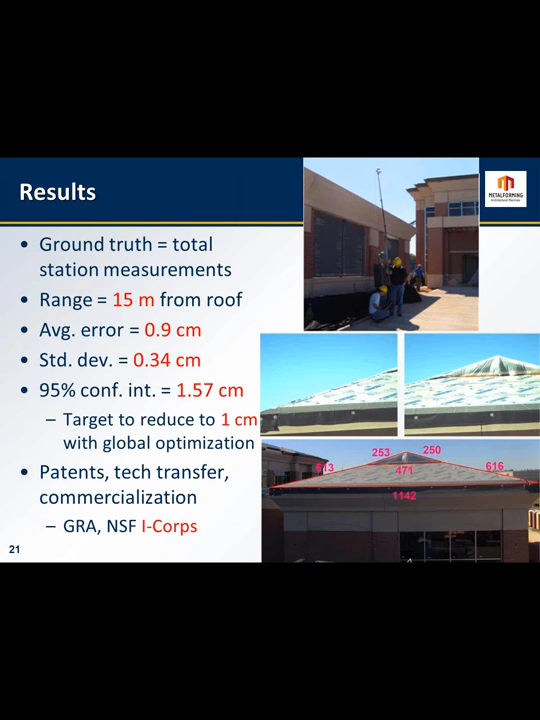 Results
METALFORMING
• Ground truth = total
station measurements
• Range = 15 m from roof
• Avg. error = 0.9 cm
• Std. dev. = 0.34 cm
• 95% conf. int. = 1.57 cm
– Target to reduce to 1 cm
with global optimization
• Patents, tech transfer,
commercialization
– GRA, NSF I-Corps
253 250
613 471 616
1142
21